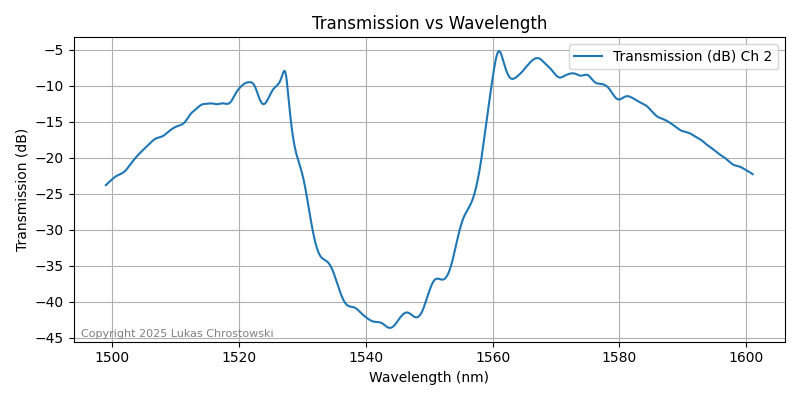 Transmission vs Wavelength
Transmission (dB) Ch 2
Transmission (dB)
−5
−10
−15
−20
−25
−30
−35
−40
−45
Copyright 2025 Lukas Chrostowski
1500 1520 1540 1560 1580 1600
Wavelength (nm)